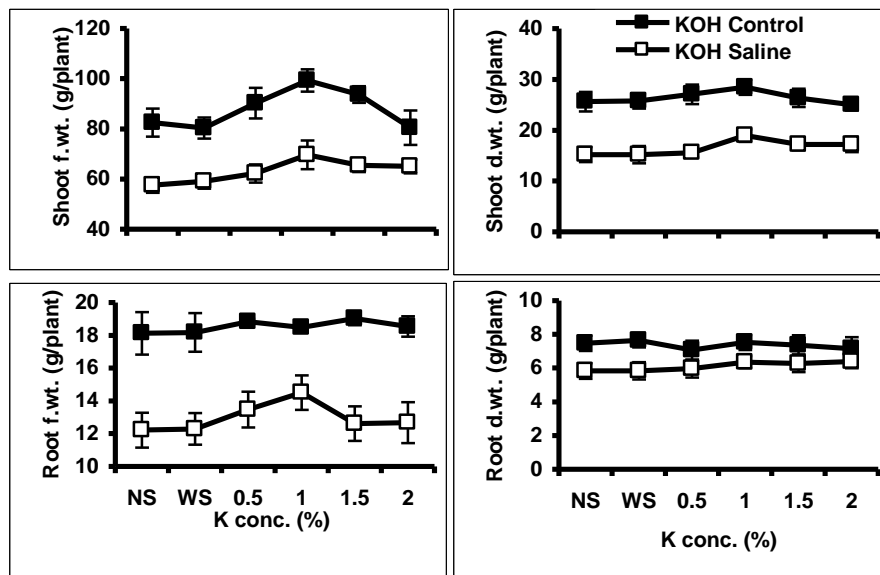 Shoot f.wt. (g/plant)
120
100
80
60
40
Shoot d.wt. (g/plant)
40
30
20
10
0
KOH Control
KOH Saline
Root f.wt. (g/plant)
20
18
16
14
12
10
NS WS 0.5 1 1.5 2
K conc. (%)
Root d.wt. (g/plant)
10
8
6
4
2
0
NS WS 0.5 1 1.5 2
K conc. (%)